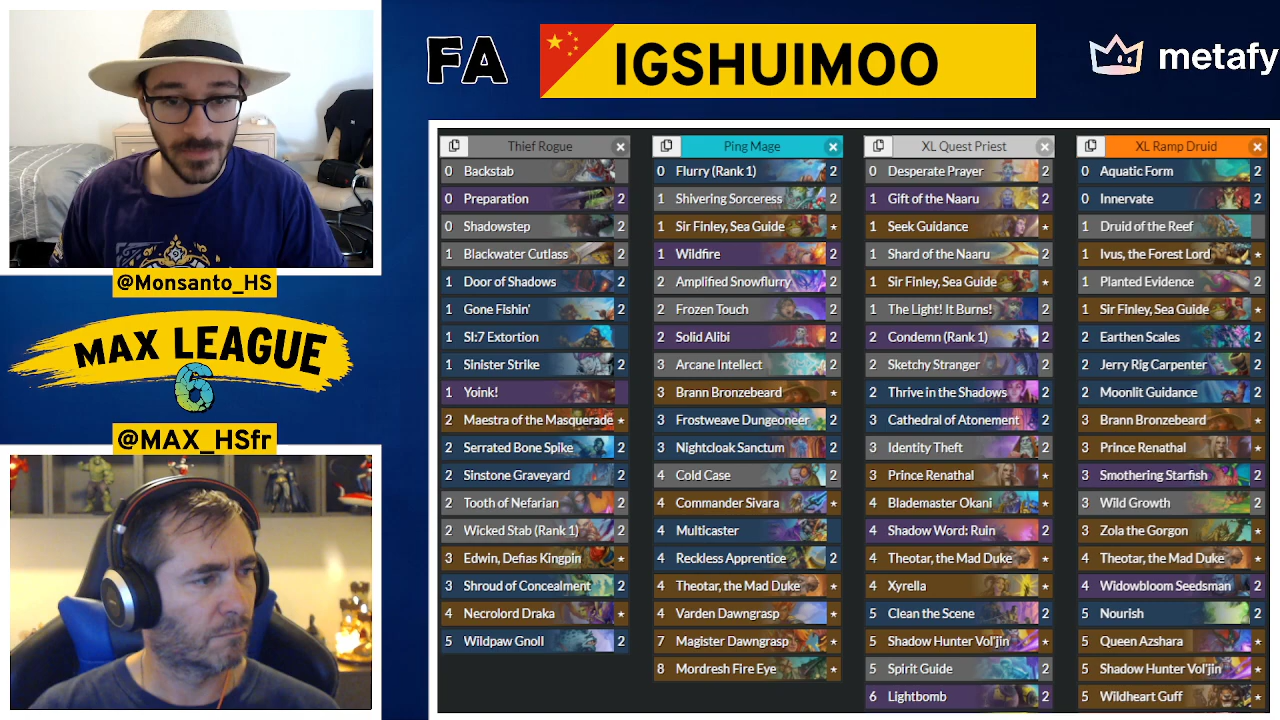 FA
IGSHUIMOO
metafy
@Monsanto_HS
MAX LEAGUE
6
@MAX_HSfr
Thief Rogue
0 Backstab
0 Preparation 2
0 Shadowstep 2
1 Blackwater Cutlass 2
1 Door of Shadows 2
1 Gone Fishin' 2
1 SI:7 Extortion
1 Sinister Strike 2
1 Yoink!
2 Maestra of the Masquerade
2 Serrated Bone Spike 2
2 Sinstone Graveyard 2
2 Tooth of Nefarian 2
2 Wicked Stab (Rank 1) 2
3 Edwin, Defias Kingpin
3 Shroud of Concealment 2
4 Necrolord Draka
5 Wildpaw Gnoll 2
Ping Mage
0 Flurry (Rank 1) 2
1 Shivering Sorceress 2
1 Sir Finley, Sea Guide
1 Wildfire 2
2 Amplified Snowflurry 2
2 Frozen Touch 2
2 Solid Alibi 2
3 Arcane Intellect 2
3 Brann Bronzebeard
3 Frostweave Dungeoneer 2
3 Nightcloak Sanctum 2
4 Cold Case 2
4 Commander Sivara
4 Multicaster
4 Reckless Apprentice 2
4 Theotar, the Mad Duke
4 Varden Dawngrasp
7 Magister Dawngrasp
8 Mordresh Fire Eye
XL Quest Priest
0 Desperate Prayer 2
1 Gift of the Naaru 2
1 Seek Guidance
1 Shard of the Naaru 2
1 Sir Finley, Sea Guide
1 The Light! It Burns! 2
2 Condemn (Rank 1) 2
2 Sketchy Stranger 2
2 Thrive in the Shadows 2
3 Cathedral of Atonement 2
3 Identity Theft 2
3 Prince Renathal
4 Blademaster Okani
4 Shadow Word: Ruin 2
4 Theotar, the Mad Duke
4 Xyrella
5 Clean the Scene 2
5 Shadow Hunter Vol'jin
5 Spirit Guide 2
6 Lightbomb 2
XL Ramp Druid
0 Aquatic Form 2
0 Innervate 2
1 Druid of the Reef
1 Ivus, the Forest Lord
1 Planted Evidence 2
1 Sir Finley, Sea Guide
2 Earthen Scales 2
2 Jerry Rig Carpenter 2
2 Moonlit Guidance 2
3 Brann Bronzebeard
3 Prince Renathal
3 Smothering Starfish 2
3 Wild Growth 2
3 Zola the Gorgon
4 Theotar, the Mad Duke
4 Widowbloom Seedsman 2
5 Nourish 2
5 Queen Azshara
5 Shadow Hunter Vol'jin
5 Wildheart Guff